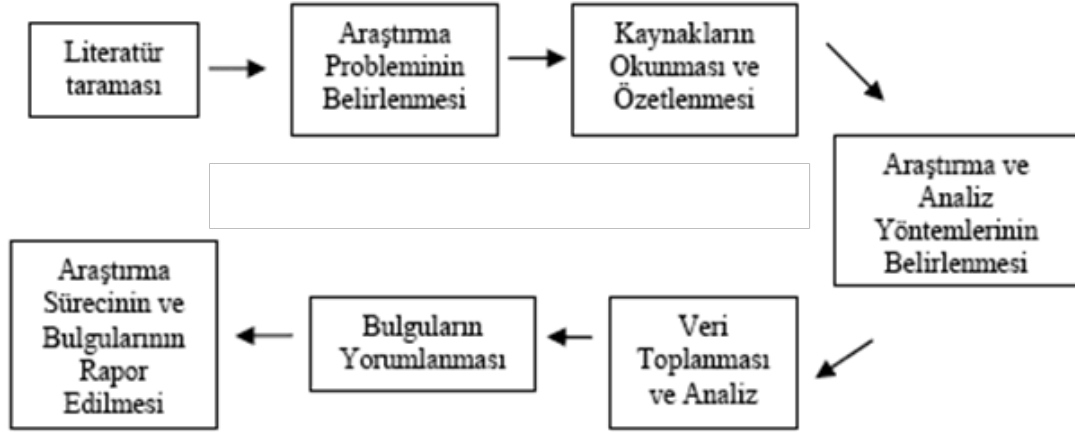 Literatür
taraması
Araştırma
Probleminin
Belirlenmesi
Kaynakların
Okunması ve
Özetlenmesi
Araştırma ve
Analiz
Yöntemlerinin
Belirlenmesi
Veri
Toplanması
ve Analiz
Bulguların
Yorumlanması
Araştırma
Sürecinin ve
Bulgularının
Rapor
Edilmesi